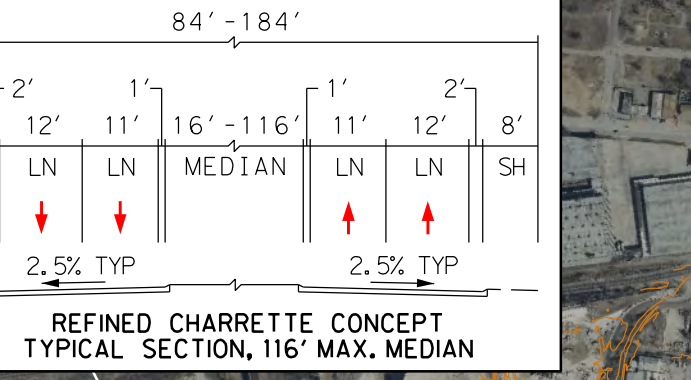 84'-184'
2' 1' 1' 2'
12' 11' 16'-116' 11' 12' 8'
LN LN MEDIAN LN LN SH
2.5% TYP 2.5% TYP
REFINED CHARRETTE CONCEPT
TYPICAL SECTION, 116' MAX. MEDIAN